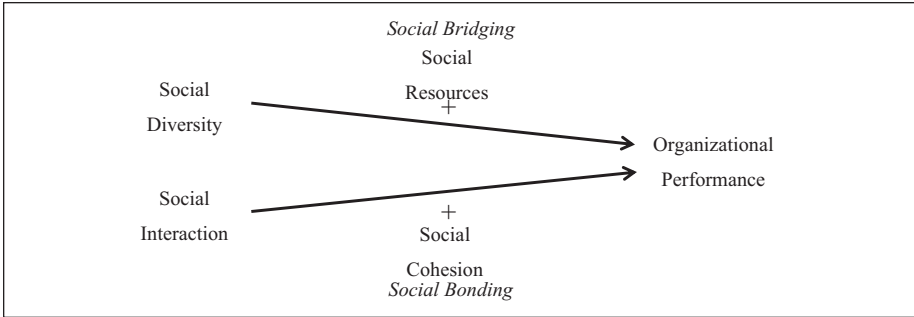 Social Bridging
Social
Resources
+
Social
Diversity
Organizational
Performance
Social
Interaction
+
Social
Cohesion
Social Bonding